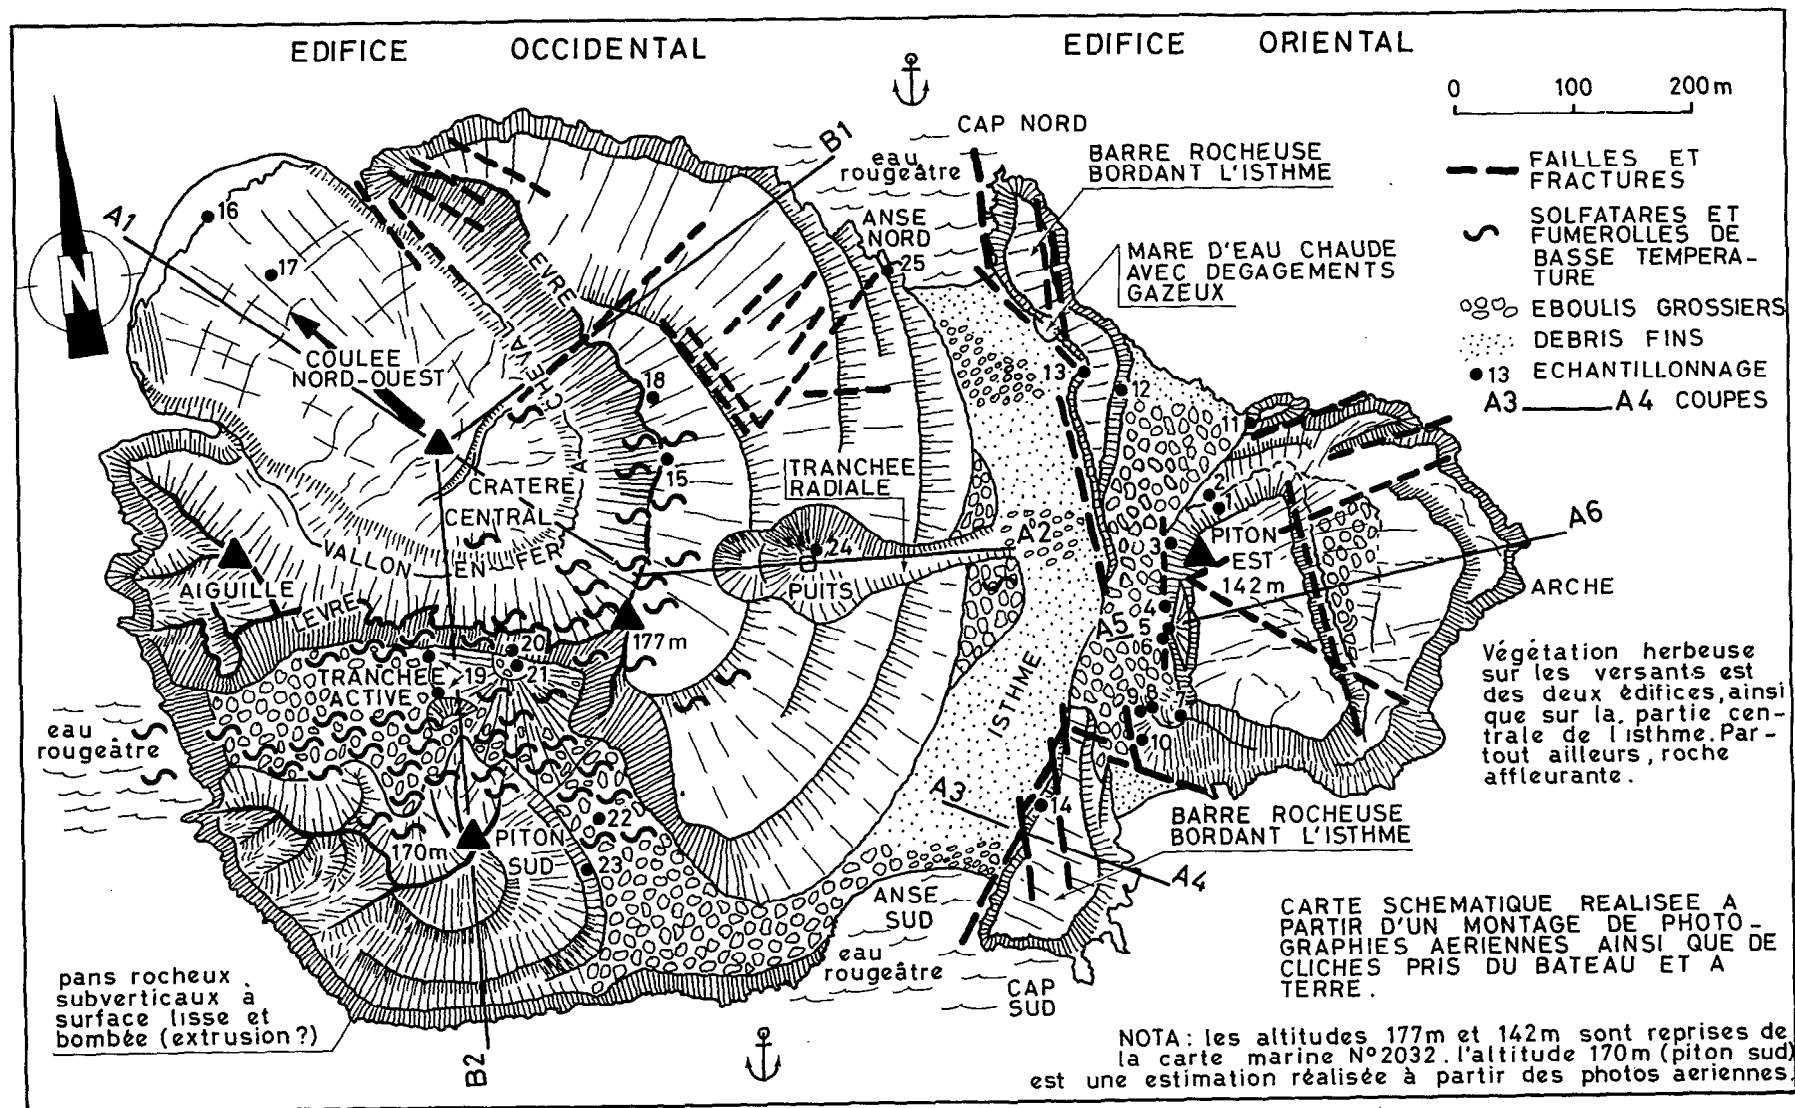 EDIFICE OCCIDENTAL
EDIFICE ORIENTAL
0 100 200m
FAILLES ET
FRACTURES
SOLFATARES ET
FUMEROLLES DE
BASSE TEMPERA-
TURE
EBOULIS GROSSIERS
DEBRIS FINS
13 ECHANTILLONNAGE
A3 A4 COUPES
N
CAP NORD
eau
rougeâtre
B1
BARRE ROCHEUSE
BORDANT L'ISTHME
ANSE
NORD
25
MARE D'EAU CHAUDE
AVEC DEGAGEMENTS
GAZEUX
A1
16
17
LEVRE
COULEE
NORD-OUEST
CHEVAL
A
18
13
12
11
15
CRATERE
CENTRAL
TRANCHEE
RADIALE
2
1
A2
A6
VALLON EN FER
24
PUITS
3
PITON
EST
142m
AIGUILLE
ARCHE
LEVRE
177m
4
A5
5
6
20
21
19
TRANCHEE
ACTIVE
ISTHME
9
8
7
10
Végétation herbeuse
sur les versants est
des deux èdifices,ainsi
que sur la. partie cen-
trale de l isthme. Par-
tout ailleurs, roche
affleurante.
eau
rougeâtre
A3
14
22
BARRE ROCHEUSE
BORDANT L'ISTHME
170m
PITON
SUD
23
A4
ANSE
SUD
eau
rougeâtre
CAP
SUD
CARTE SCHEMATIQUE REALISEE A
PARTIR D'UN MONTAGE DE PHOTO-
GRAPHIES AERIENNES AINSI QUE DE
CLICHES PRIS DU BATEAU ET A
TERRE.
pans rocheux
subverticaux a
surface lisse et
bombée (extrusion?)
B2
NOTA: les altitudes 177m et 142m sont reprises de
la carte marine N°2032. l'altitude 170m (piton sud)
est une estimation réalisée à partir des photos aeriennes.